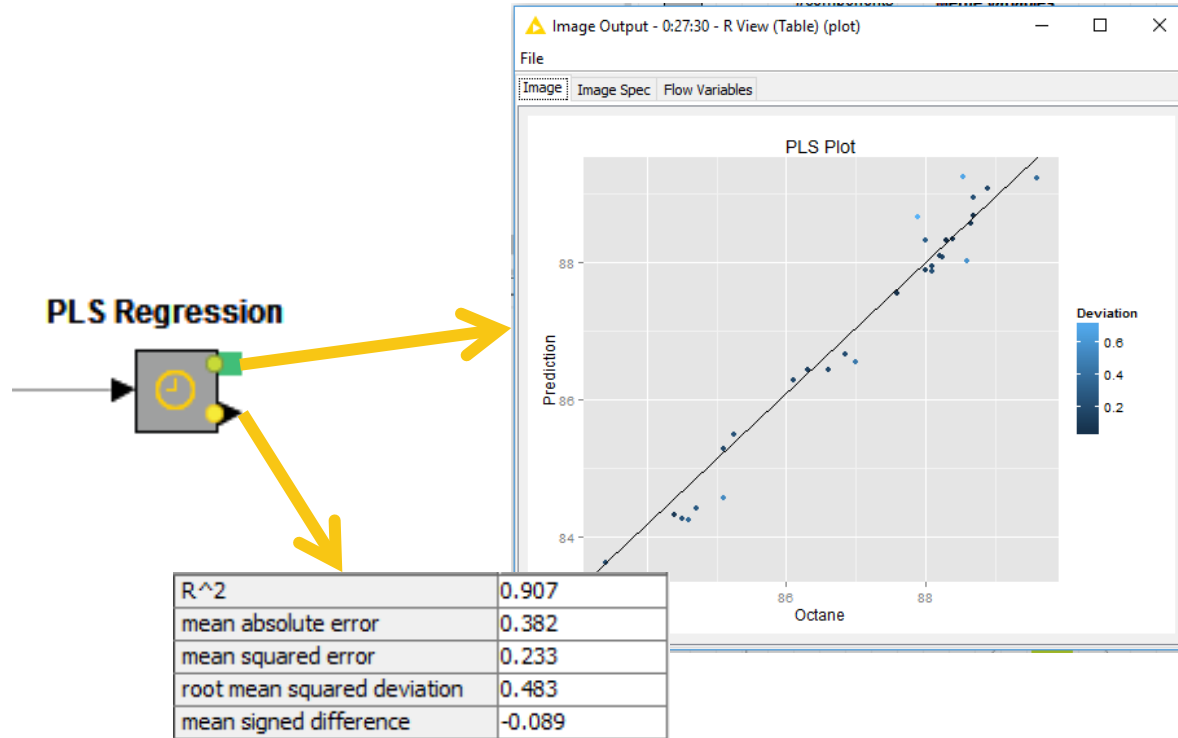 Image Output - 0:27:30 - R View (Table) (plot)
File
Image Image Spec Flow Variables
PLS Plot
PLS Regression
88
86
84
Prediction
86 88
Octane
Deviation
0.6
0.4
0.2
R^2 0.907
mean absolute error 0.382
mean squared error 0.233
root mean squared deviation 0.483
mean signed difference -0.089